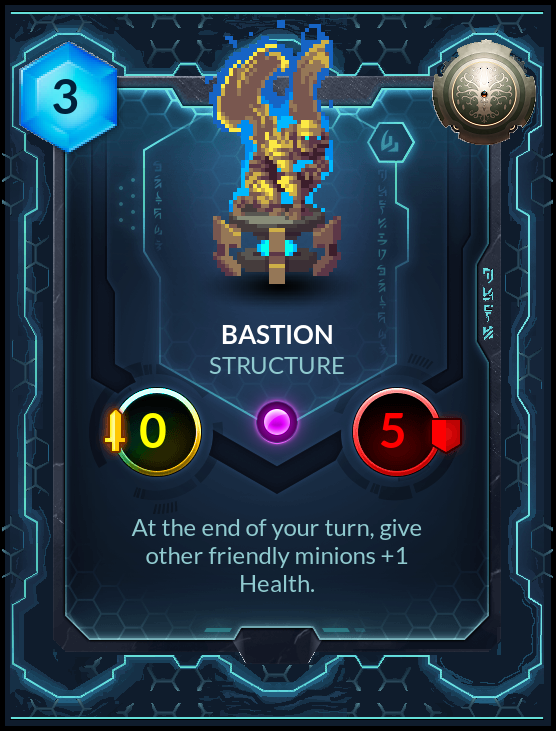 3
BASTION
STRUCTURE
0
5
At the end of your turn, give
other friendly minions +1
Health.